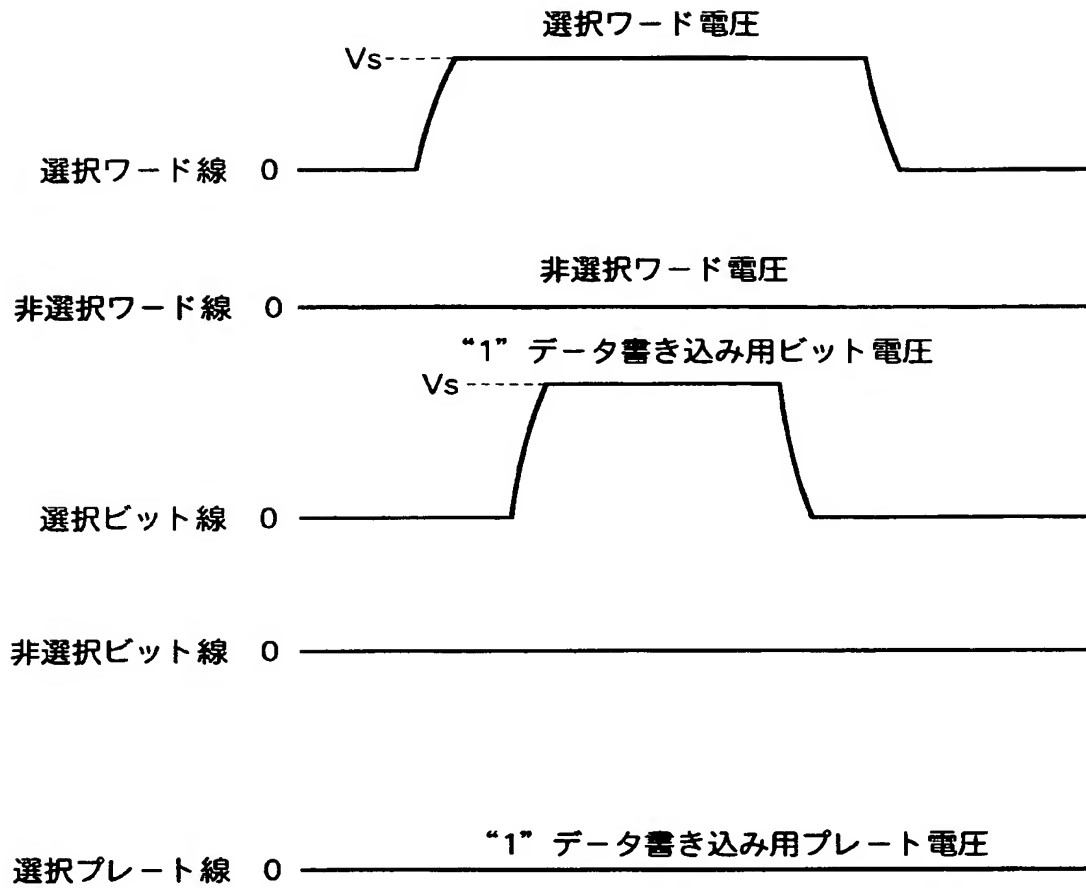 選択ワード電圧
Vs
選択ワード線 0
非選択ワード電圧
非選択ワード線 0
“1” データ書き込み用ビット電圧
Vs
選択ビット線 0
非選択ビット線 0
“1” データ書き込み用プレート電圧
選択プレート線 0